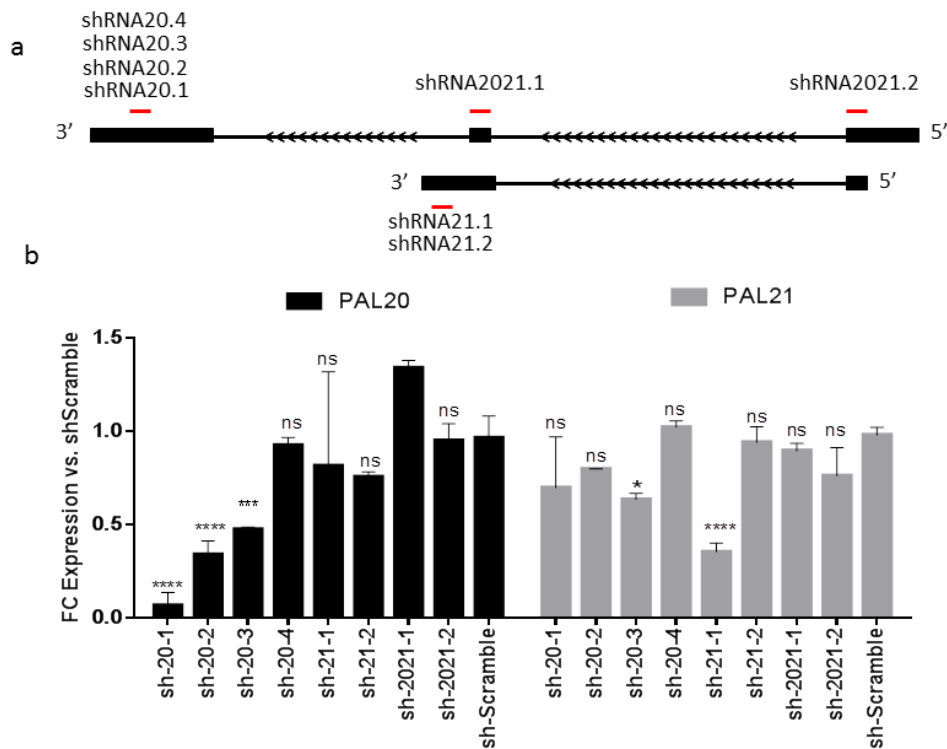 a
shRNA20.4
shRNA20.3
shRNA20.2
shRNA20.1
shRNA2021.1
shRNA2021.2
3’
5’
3’
5’
shRNA21.1
shRNA21.2
b
PAL20
PAL21
FC Expression vs. shScramble
1.5
1.0
0.5
0.0
****
****
***
ns
ns
ns
ns
ns
ns
*
ns
****
ns
ns
ns
sh-20-1
sh-20-2
sh-20-3
sh-20-4
sh-21-1
sh-21-2
sh-2021-1
sh-2021-2
sh-Scramble
sh-20-1
sh-20-2
sh-20-3
sh-20-4
sh-21-1
sh-21-2
sh-2021-1
sh-2021-2
sh-Scramble